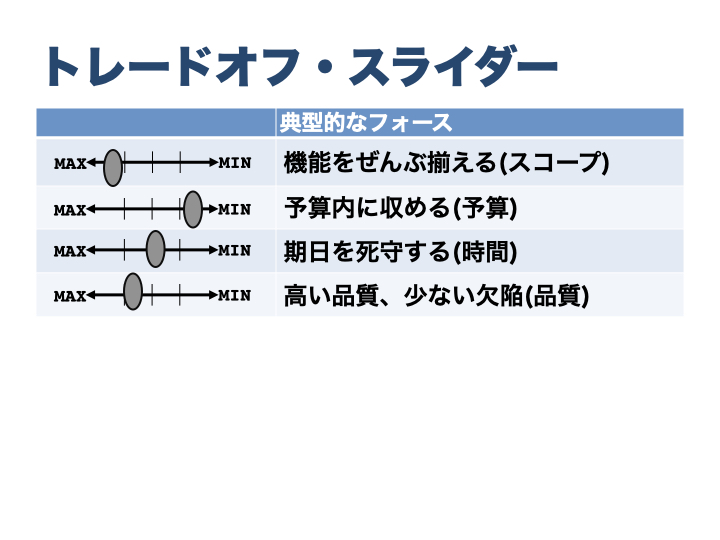 トレードオフ・スライダー
典型的なフォース
MAX MIN 機能をぜんぶ揃える(スコープ)
MAX MIN 予算内に収める(予算)
MAX MIN 期日を死守する(時間)
MAX MIN 高い品質、少ない欠陥(品質)